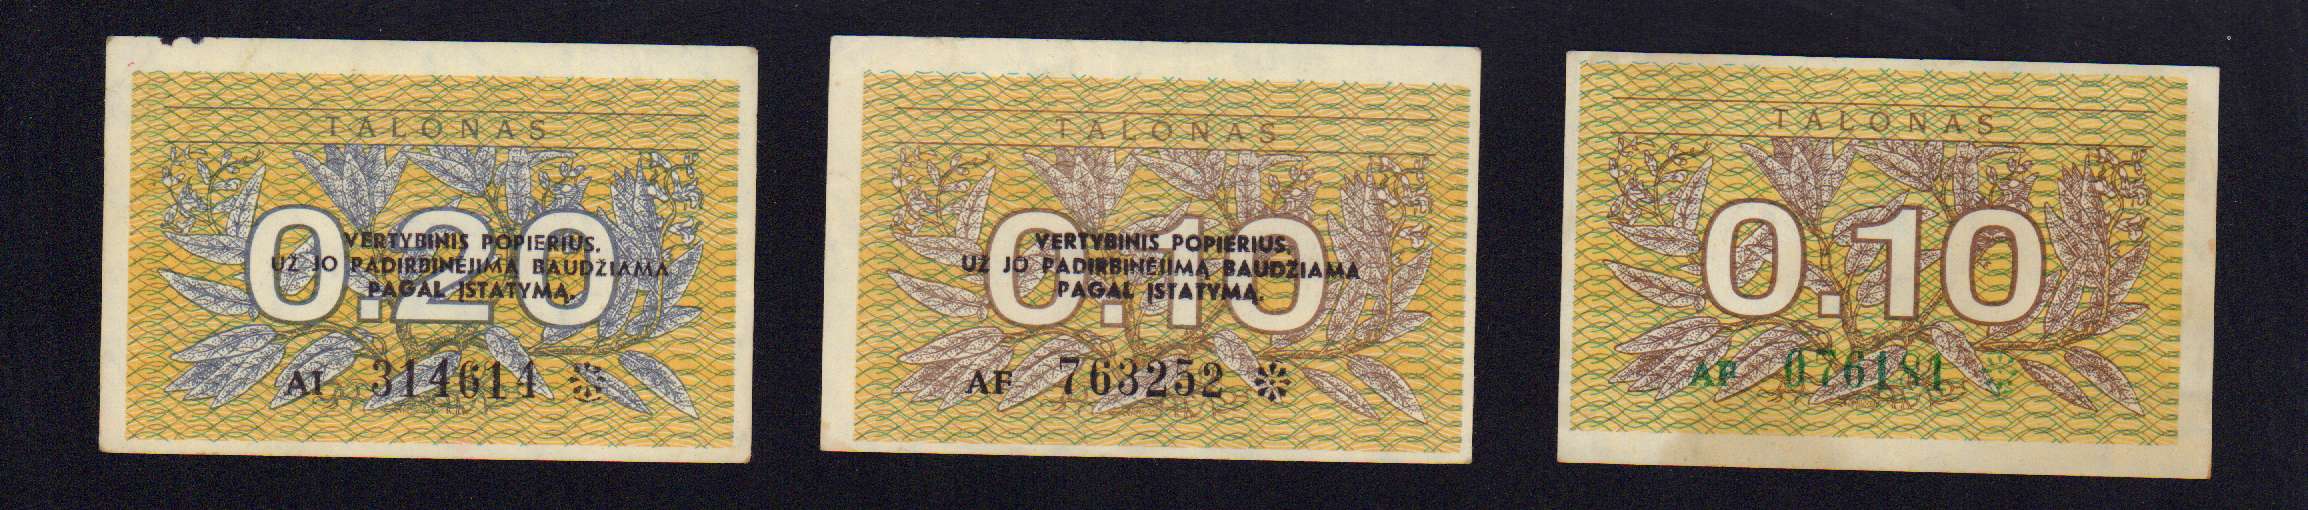 TALONAS
0.20
VERTYBINIS POPIERIUS.
UŽ JO PADIRBINĖJIMĄ BAUDŽIAMA
PAGAL ĮSTATYMĄ.
AI 314614
TALONAS
0.10
VERTYBINIS POPIERIUS.
UŽ JO PADIRBINĖJIMĄ BAUDŽIAMA
PAGAL ĮSTATYMĄ.
AF 763252
TALONAS
0.10
AP 076181